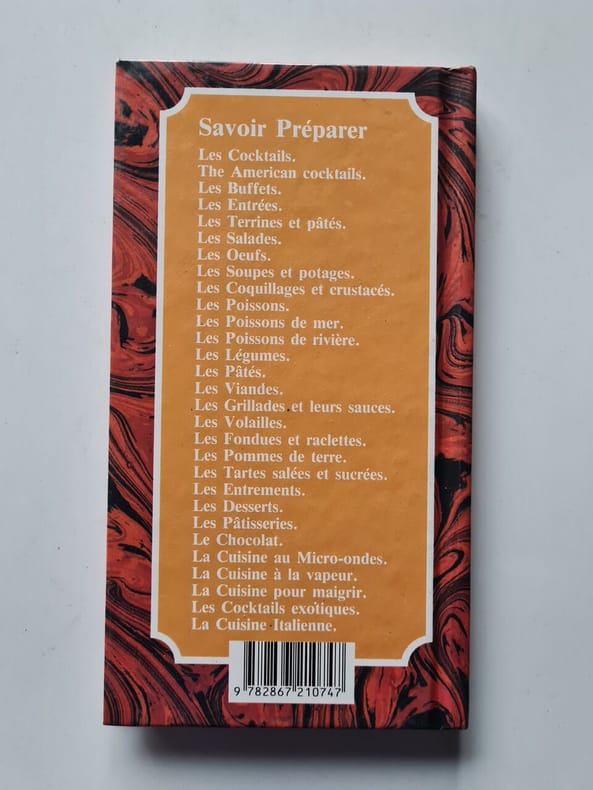 Savoir Préparer
Les Cocktails.
The American cocktails.
Les Buffets.
Les Entrées.
Les Terrines et pâtés.
Les Salades.
Les Oeufs.
Les Soupes et potages.
Les Coquillages et crustacés.
Les Poissons.
Les Poissons de mer.
Les Poissons de rivière.
Les Légumes.
Les Pâtés.
Les Viandes.
Les Grillades et leurs sauces.
Les Volailles.
Les Fondues et raclettes.
Les Pommes de terre.
Les Tartes salées et sucrées.
Les Entrements.
Les Desserts.
Les Pâtisseries.
Le Chocolat.
La Cuisine au Micro-ondes.
La Cuisine à la vapeur.
La Cuisine pour maigrir.
Les Cocktails exotiques.
La Cuisine Italienne.
9 782867 210747